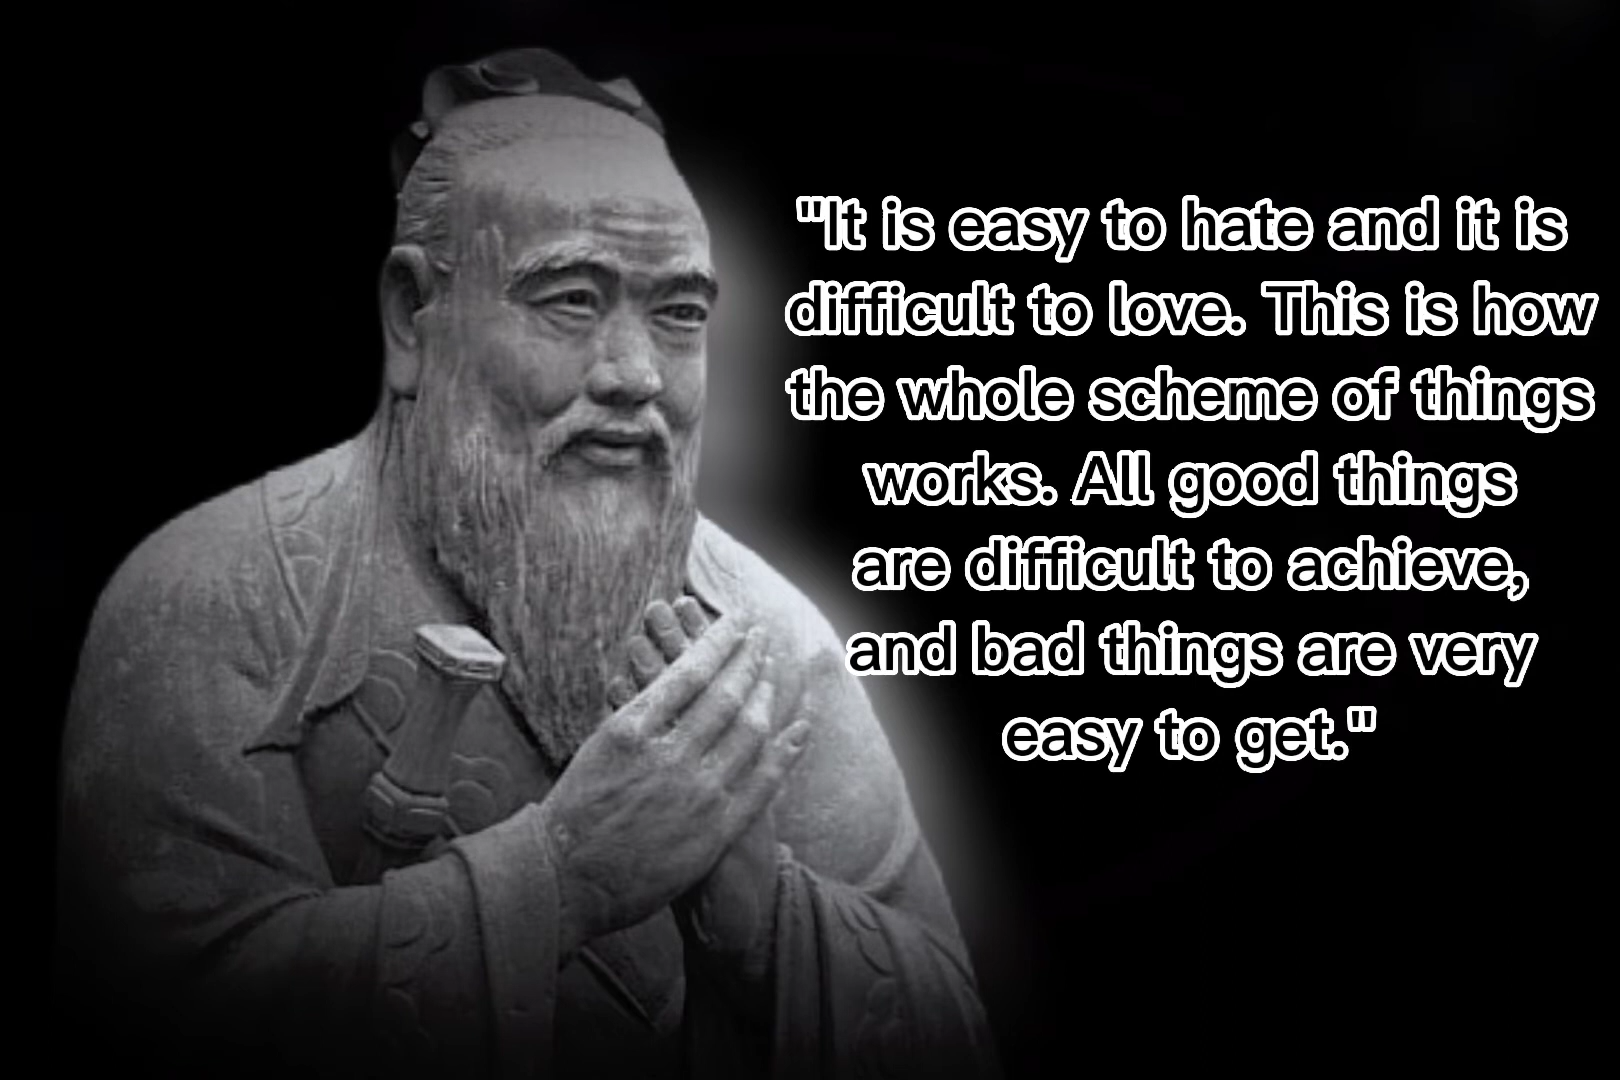 "It is easy to hate and it is
difficult to love. This is how
the whole scheme of things
works. All good things
are difficult to achieve,
and bad things are very
easy to get."